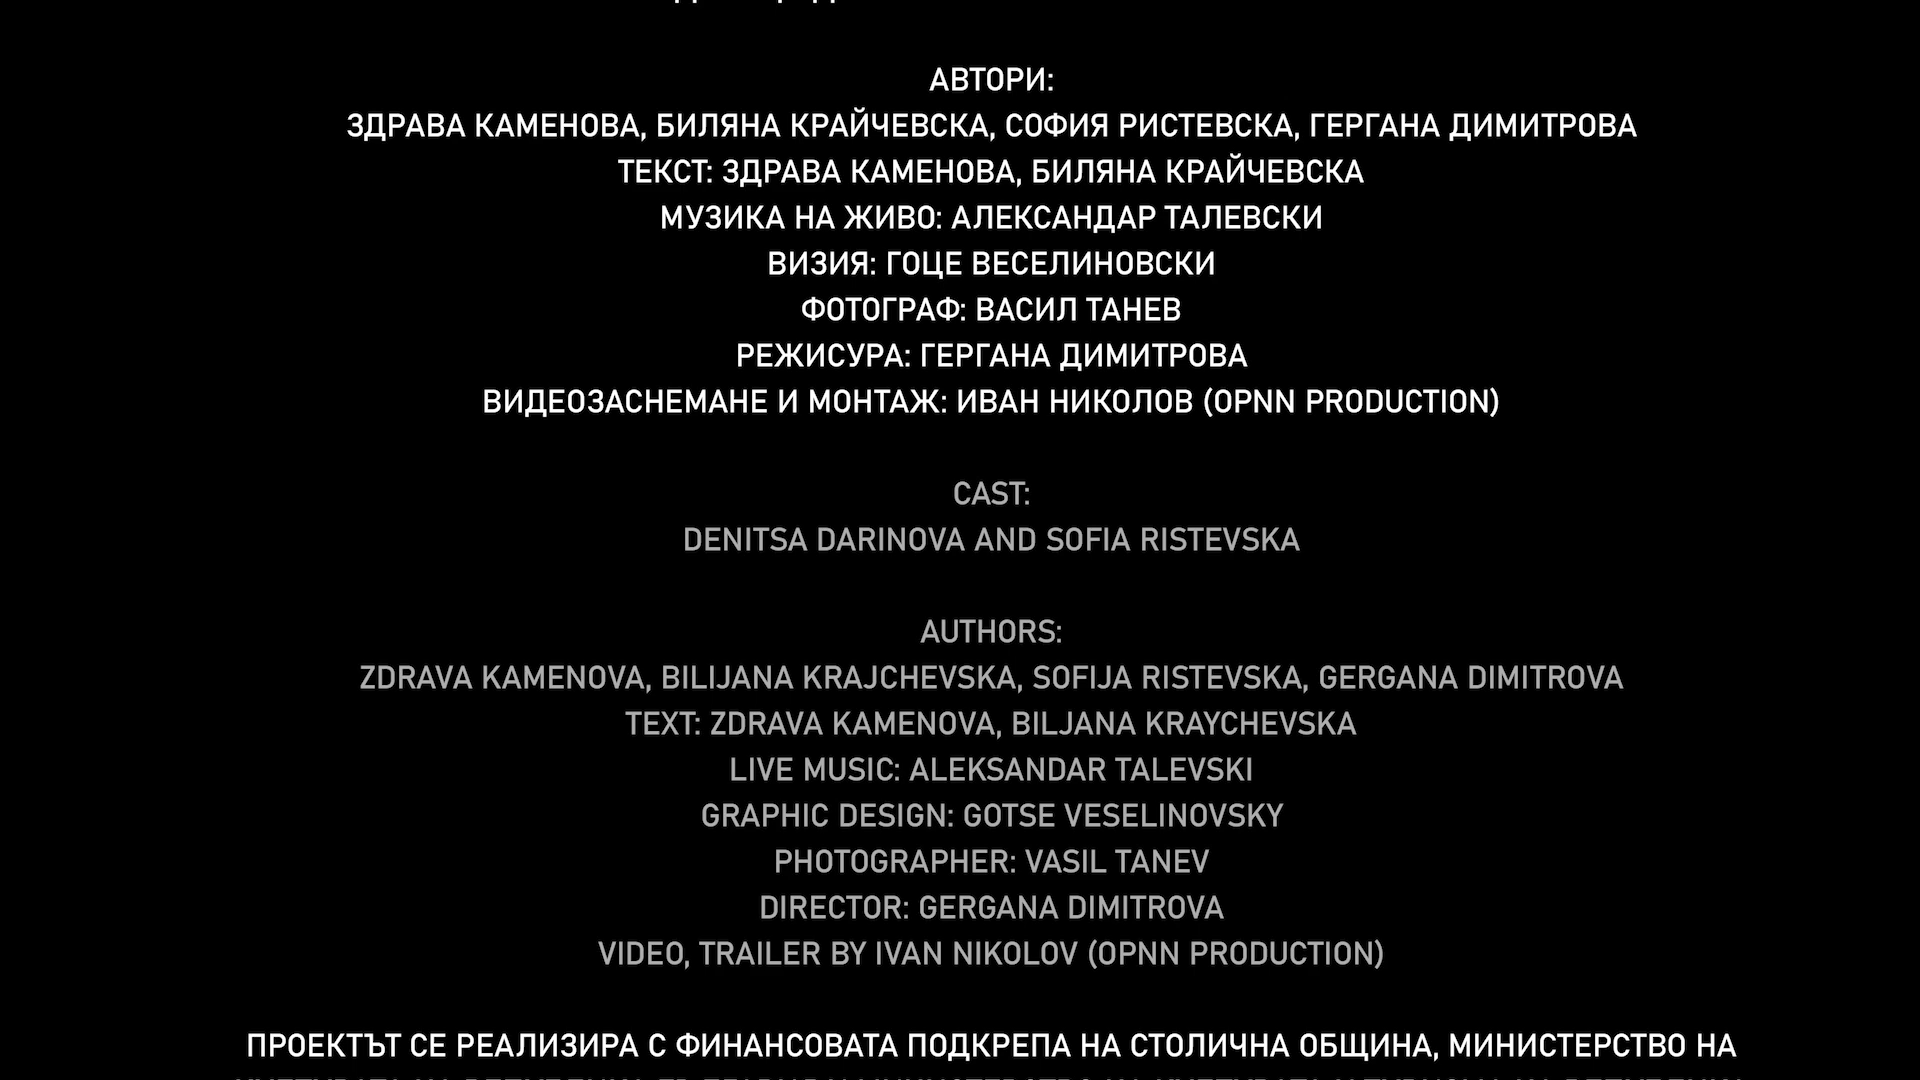 АВТОРИ:
ЗДРАВА КАМЕНОВА, БИЛЯНА КРАЙЧЕВСКА, СОФИЯ РИСТЕВСКА, ГЕРГАНА ДИМИТРОВА
ТЕКСТ: ЗДРАВА КАМЕНОВА, БИЛЯНА КРАЙЧЕВСКА
МУЗИКА НА ЖИВО: АЛЕКСАНДАР ТАЛЕВСКИ
ВИЗИЯ: ГОЦЕ ВЕСЕЛИНОВСКИ
ФОТОГРАФ: ВАСИЛ ТАНЕВ
РЕЖИСУРА: ГЕРГАНА ДИМИТРОВА
ВИДЕОЗАСНЕМАНЕ И МОНТАЖ: ИВАН НИКОЛОВ (OPNN PRODUCTION)
CAST:
DENITSA DARINOVA AND SOFIA RISTEVSKA
AUTHORS:
ZDRAVA KAMENOVA, BILIJANA KRAJCHEVSKA, SOFIJA RISTEVSKA, GERGANA DIMITROVA
TEXT: ZDRAVA KAMENOVA, BILJANA KRAYCHEVSKA
LIVE MUSIC: ALEKSANDAR TALEVSKI
GRAPHIC DESIGN: GOTSE VESELINOVSKY
PHOTOGRAPHER: VASIL TANEV
DIRECTOR: GERGANA DIMITROVA
VIDEO, TRAILER BY IVAN NIKOLOV (OPNN PRODUCTION)
ПРОЕКТЪТ СЕ РЕАЛИЗИРА С ФИНАНСОВАТА ПОДКРЕПА НА СТОЛИЧНА ОБЩИНА, МИНИСТЕРСТВО НА